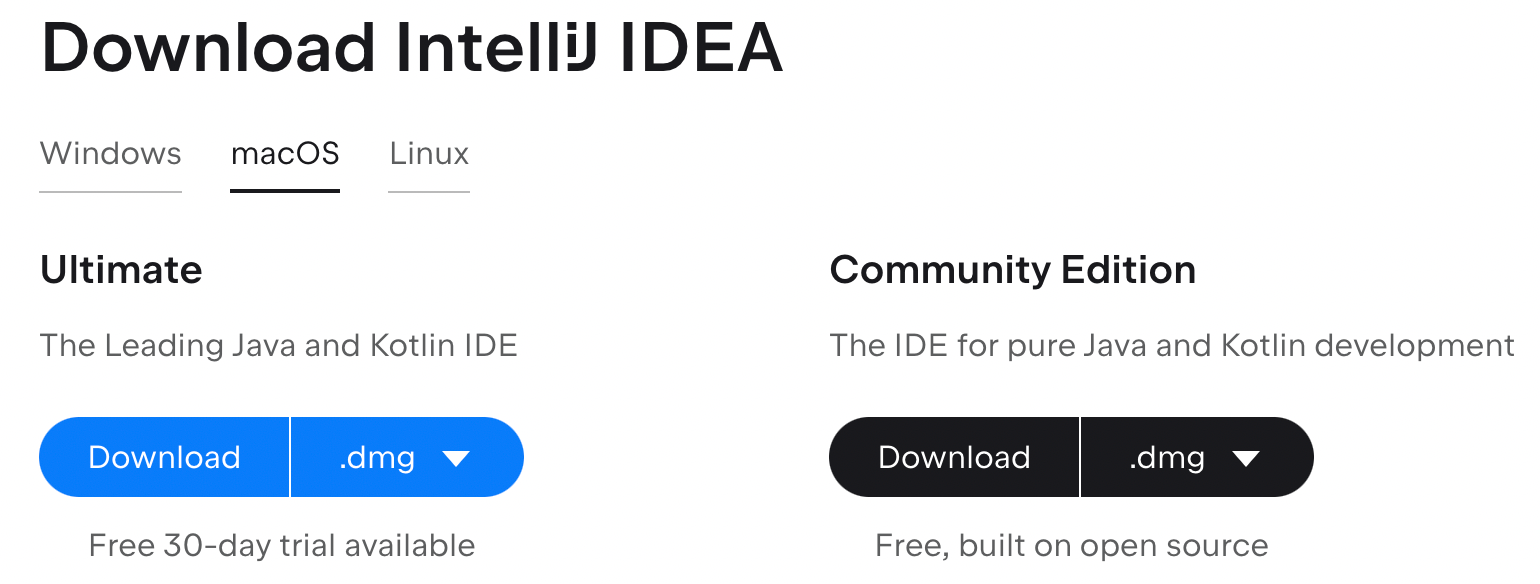 Download IntelliJ IDEA
Windows macOS Linux
Ultimate
The Leading Java and Kotlin IDE
Download .dmg
Free 30-day trial available
Community Edition
The IDE for pure Java and Kotlin development
Download .dmg
Free, built on open source